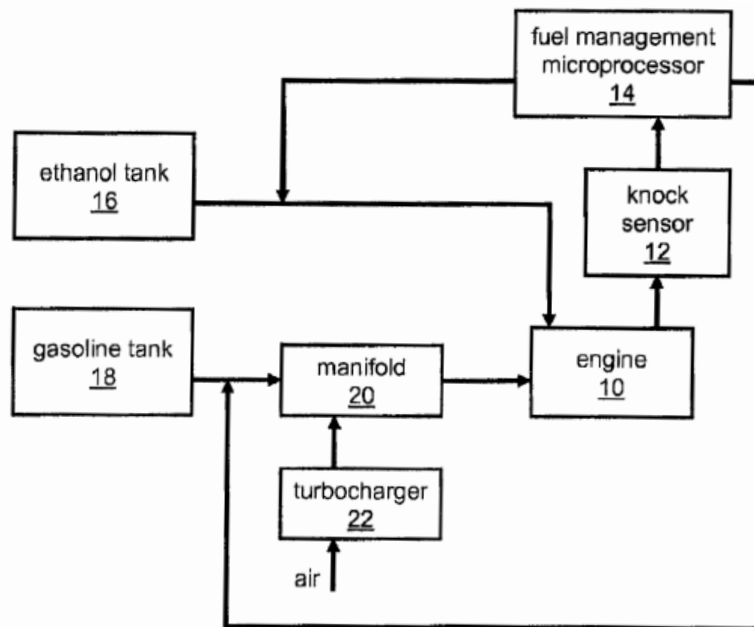 fuel management
microprocessor
14
ethanol tank
16
knock
sensor
12
gasoline tank
18
manifold
20
engine
10
turbocharger
22
air